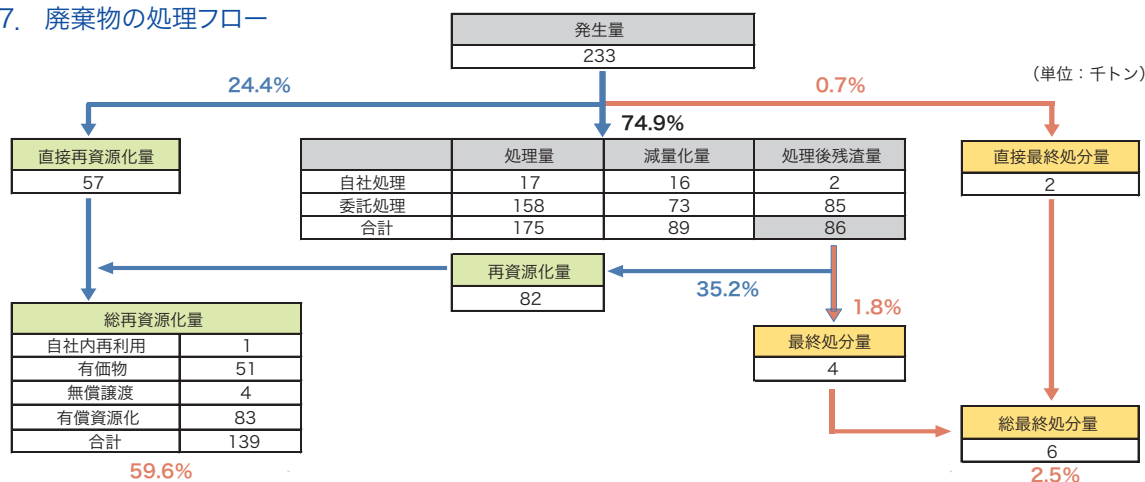 7. 廃棄物の処理フロー
発生量
233
(単位：千トン)
24.4%
0.7%
74.9%
直接再資源化量
57
処理量 減量化量 処理後残渣量
自社処理 17 16 2
委託処理 158 73 85
合計 175 89 86
直接最終処分量
2
再資源化量
82
35.2%
1.8%
総再資源化量
自社内再利用 1
有価物 51
無償譲渡 4
有償資源化 83
合計 139
59.6%
最終処分量
4
総最終処分量
6
2.5%